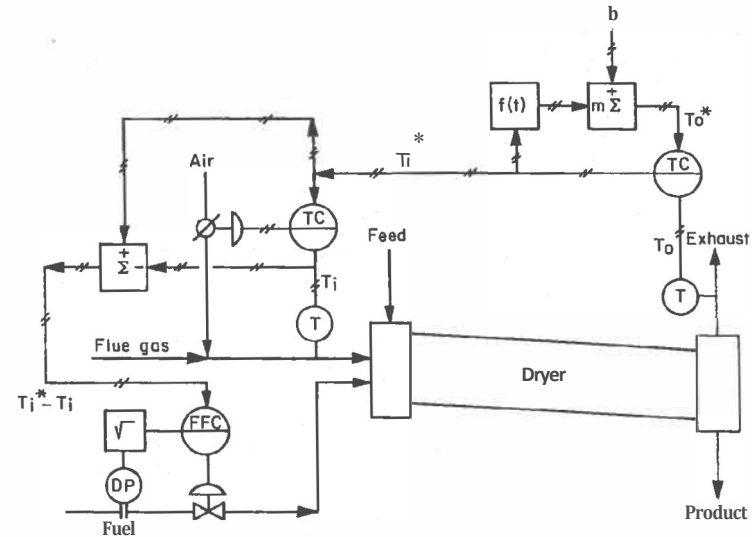 b
f(t)
m + Σ
To*
Ti*
TC
Air
TC
Feed
To
Exhaust
+ Σ -
Ti
T
T
Flue gas
Dryer
Ti* - Ti
√
FFC
DP
Fuel
Product